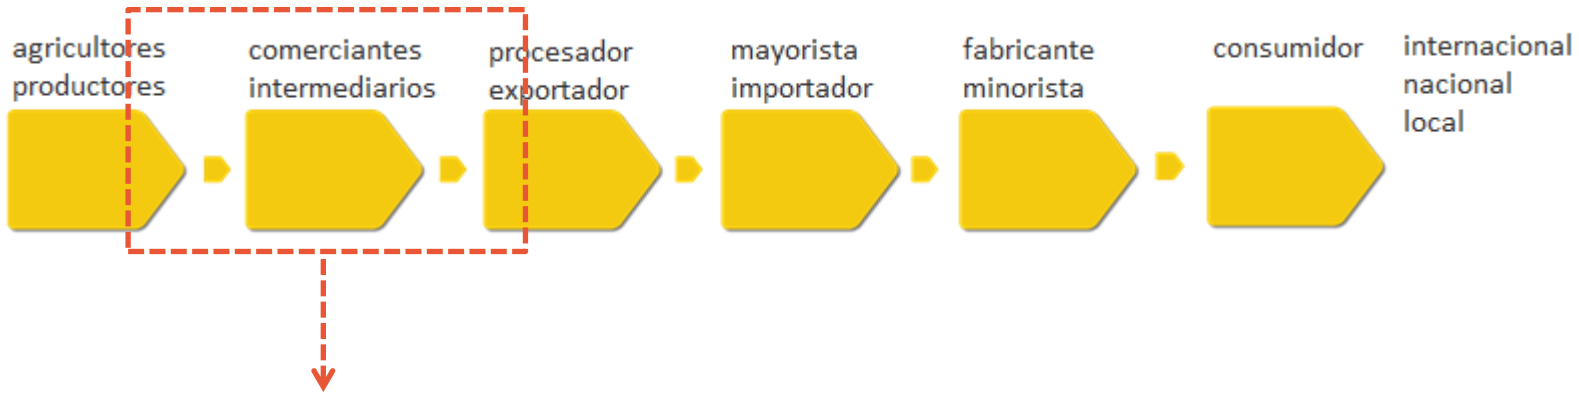 agricultores
productores
comerciantes
intermediarios
procesador
exportador
mayorista
importador
fabricante
minorista
consumidor
internacional
nacional
local